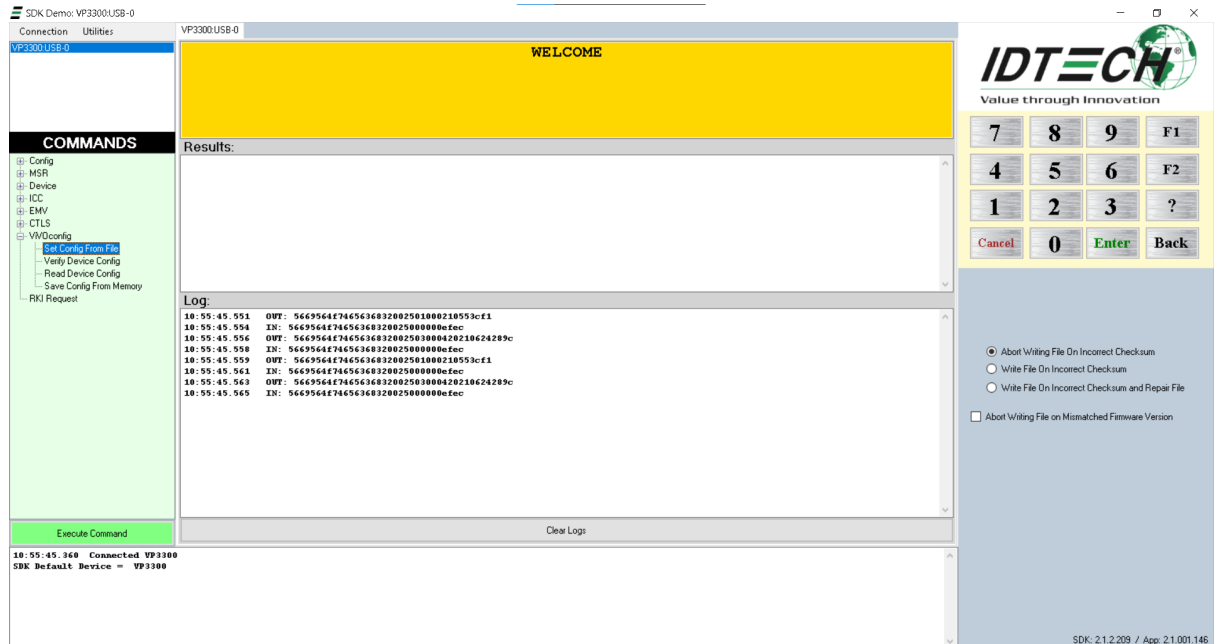 SDK Demo: VP3300:USB-0
Connection Utilities
VP3300:USB-0
COMMANDS
Config
MSR
Device
ICC
EMV
CTLS
ViVOconfig
Set Config From File
Verify Device Config
Read Device Config
Save Config From Memory
RKI Request
Execute Command
VP3300:USB-0
WELCOME
Results:
Log:
10:55:45.551 OUT: 5669564f7465636832002501000210553cf1
10:55:45.554 IN: 5669564f74656368320025000000efec
10:55:45.556 OUT: 5669564f746563683200250300042021062428​9c
10:55:45.558 IN: 5669564f74656368320025000000efec
10:55:45.559 OUT: 5669564f7465636832002501000210553cf1
10:55:45.561 IN: 5669564f74656368320025000000efec
10:55:45.563 OUT: 5669564f7465636832002503000420210624289c
10:55:45.565 IN: 5669564f74656368320025000000efec
Clear Logs
10:55:45.360 Connected VP3300
SDK Default Device = VP3300
IDTECH®
Value through Innovation
7 8 9 F1
4 5 6 F2
1 2 3 ?
Cancel 0 Enter Back
Abort Writing File On Incorrect Checksum
Write File On Incorrect Checksum
Write File On Incorrect Checksum and Repair File
Abort Writing File on Mismatched Firmware Version
SDK: 2.1.2.209 / App: 2.1.001.146